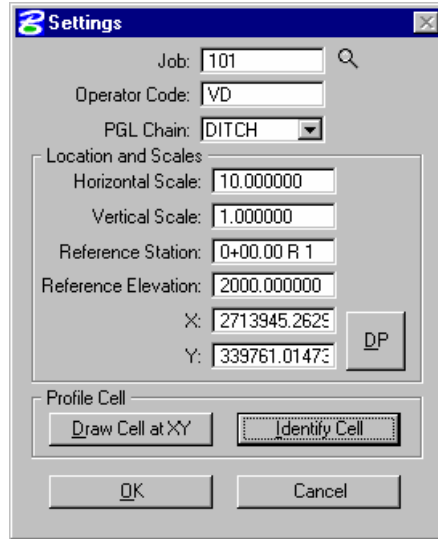 Settings
Job: 101
Operator Code: VD
PGL Chain: DITCH
Location and Scales
Horizontal Scale: 10.000000
Vertical Scale: 1.000000
Reference Station: 0+00.00 R 1
Reference Elevation: 2000.000000
X: 2713945.2629
Y: 339761.01473
DP
Profile Cell
Draw Cell at XY Identify Cell
OK Cancel